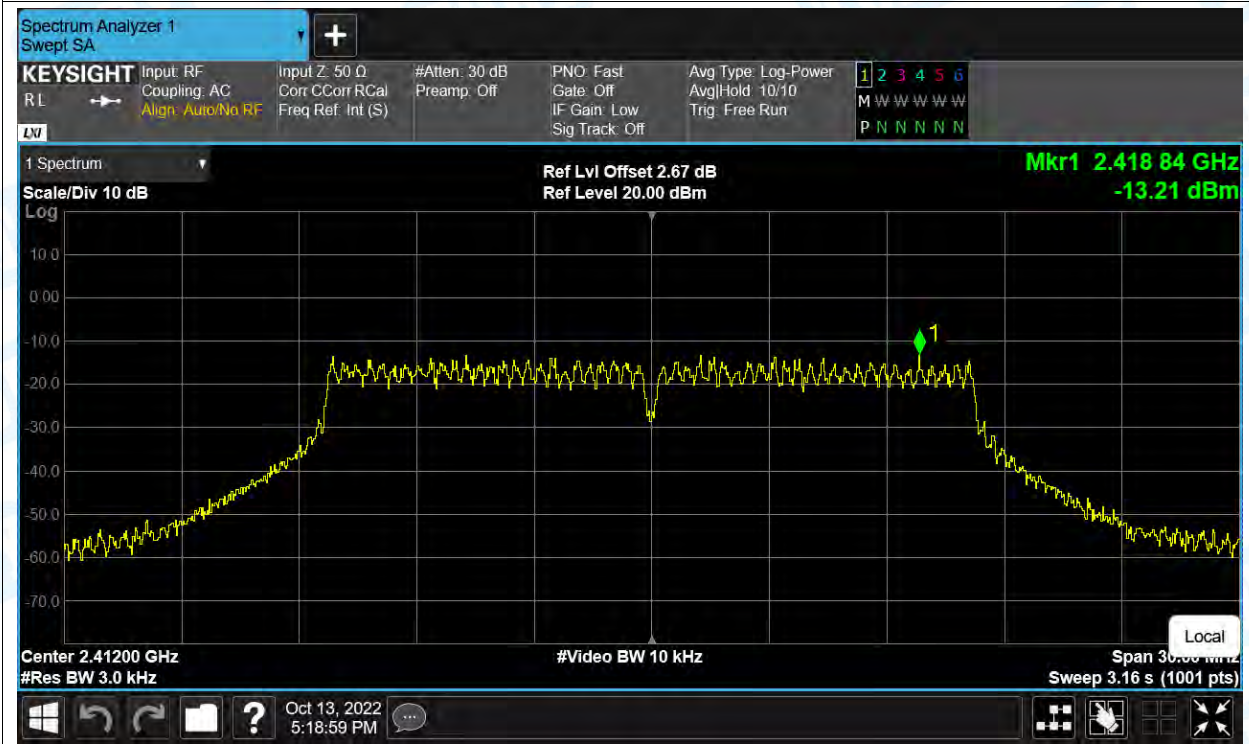 Spectrum Analyzer 1
Swept SA
KEYSIGHT
RL
LXI
Input: RF
Coupling: AC
Align: Auto/No RF
Input Z: 50 Ω
Corr CCorr RCal
Freq Ref: Int (S)
#Atten: 30 dB
Preamp: Off
PNO: Fast
Gate: Off
IF Gain: Low
Sig Track: Off
Avg Type: Log-Power
Avg|Hold: 10/10
Trig: Free Run
1 2 3 4 5 6
M W W W W W W
P N N N N N N
1 Spectrum
Scale/Div 10 dB
Ref Lvl Offset 2.67 dB
Ref Level 20.00 dBm
Mkr1 2.418 84 GHz
-13.21 dBm
Log
10.0
0.00
-10.0
1
-20.0
-30.0
-40.0
-50.0
-60.0
-70.0
Local
Center 2.41200 GHz
#Video BW 10 kHz
Span 30.00 MHz
#Res BW 3.0 kHz
Sweep 3.16 s (1001 pts)
?
Oct 13, 2022
5:18:59 PM